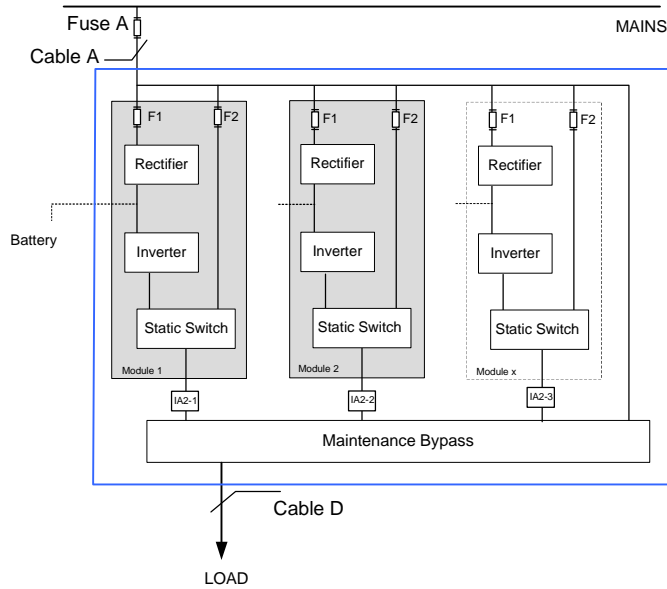 Fuse A
MAINS
Cable A
F1
F2
F1
F2
F1
F2
Rectifier
Rectifier
Rectifier
Battery
Inverter
Inverter
Inverter
Static Switch
Static Switch
Static Switch
Module 1
Module 2
Module x
IA2-1
IA2-2
IA2-3
Maintenance Bypass
Cable D
LOAD